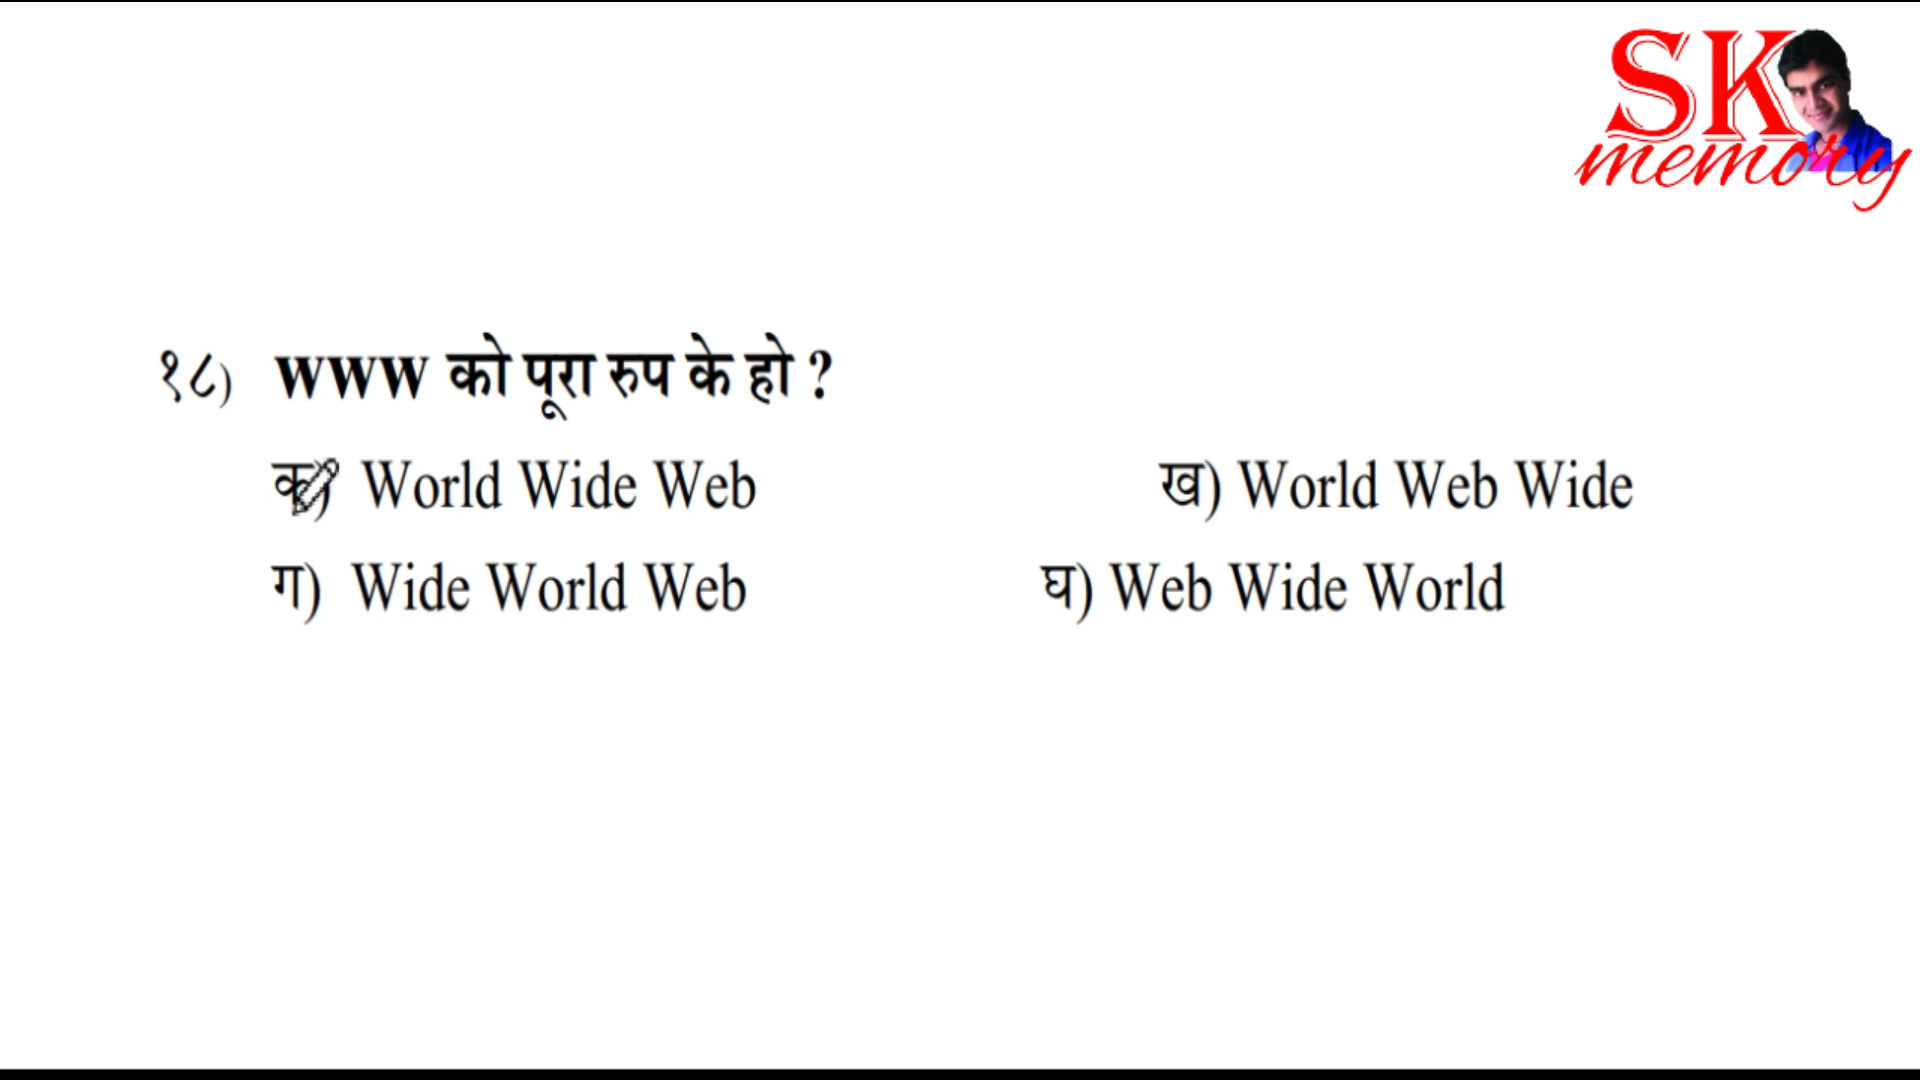 SK
memory
१८) WWW को पूरा रुप के हो ?
क) World Wide Web ख) World Web Wide
ग) Wide World Web घ) Web Wide World